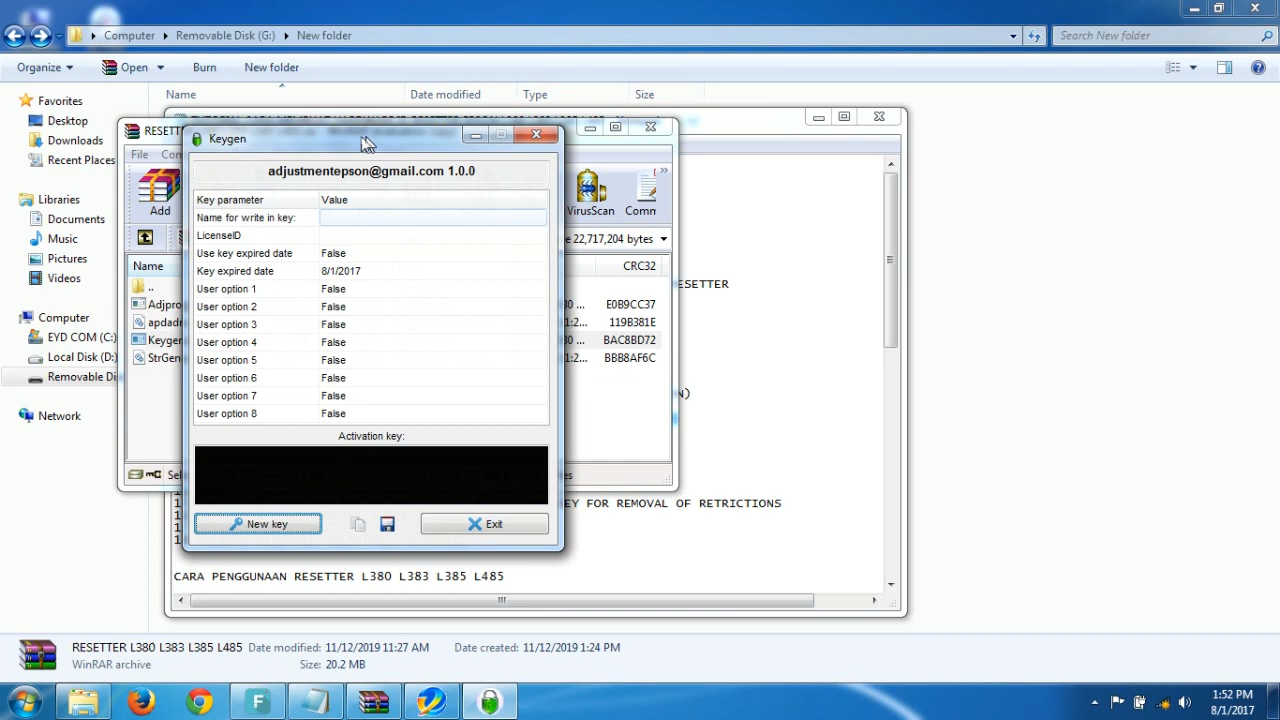 Computer Removable Disk (G:) New folder
Search New folder
Organize Open Burn New folder
Name Date modified Type Size
Favorites
Desktop
Downloads
Recent Places
Libraries
Documents
Music
Pictures
Videos
Computer
EYD COM (C:)
Local Disk (D:)
Removable Di
Network
RESETT
File Con
Add
VirusScan Comm
e 22,717,204 bytes
Name CRC32
..
Adjpro 30 ... E0B9CC37
apdadr 1:2... 119B381E
Keyger 30 ... BAC8BD72
StrGen 1:2... BBB8AF6C
Keygen
adjustmentepson@gmail.com 1.0.0
Key parameter Value
Name for write in key:
LicenseID
Use key expired date False
Key expired date 8/1/2017
User option 1 False
User option 2 False
User option 3 False
User option 4 False
User option 5 False
User option 6 False
User option 7 False
User option 8 False
Activation key:
New key Exit
ESETTER
N)
EY FOR REMOVAL OF RETRICTIONS
CARA PENGGUNAAN RESETTER L380 L383 L385 L485
RESETTER L380 L383 L385 L485 Date modified: 11/12/2019 11:27 AM Date created: 11/12/2019 1:24 PM
WinRAR archive Size: 20.2 MB
1:52 PM
8/1/2017